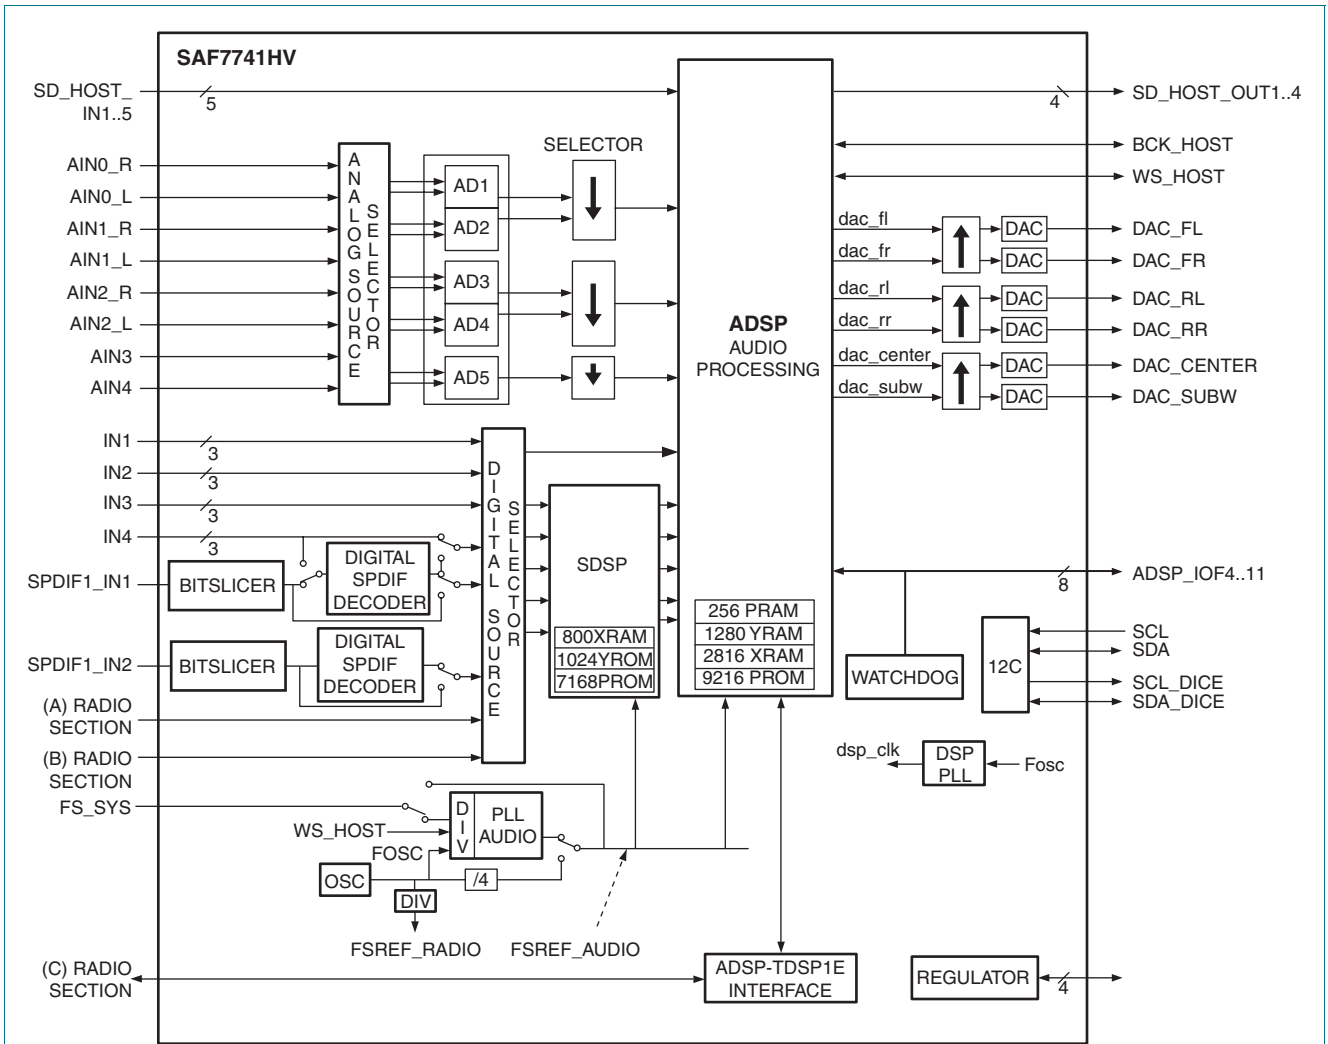 SAF7741HV
SD_HOST_
IN1..5
5
4
SD_HOST_OUT1..4
BCK_HOST
WS_HOST
AIN0_R
AIN0_L
AIN1_R
AIN1_L
AIN2_R
AIN2_L
AIN3
AIN4
ANALOG SOURCE
SELECTOR
AD1
AD2
AD3
AD4
AD5
SELECTOR
ADSP
AUDIO
PROCESSING
256 PRAM
1280 YRAM
2816 XRAM
9216 PROM
dac_fl
dac_fr
dac_rl
dac_rr
dac_center
dac_subw
DAC
DAC
DAC
DAC
DAC
DAC
DAC_FL
DAC_FR
DAC_RL
DAC_RR
DAC_CENTER
DAC_SUBW
IN1
3
IN2
3
IN3
3
IN4
3
SPDIF1_IN1
BITSLICER
DIGITAL
SPDIF
DECODER
SPDIF1_IN2
BITSLICER
DIGITAL
SPDIF
DECODER
(A) RADIO
SECTION
(B) RADIO
SECTION
DIGITAL SOURCE
SELECTOR
SDSP
800XRAM
1024YROM
7168PROM
8
ADSP_IOF4..11
WATCHDOG
12C
SCL
SDA
SCL_DICE
SDA_DICE
dsp_clk
DSP
PLL
Fosc
FS_SYS
WS_HOST
FOSC
DIV
PLL
AUDIO
OSC
/4
DIV
FSREF_RADIO
FSREF_AUDIO
(C) RADIO
SECTION
ADSP-TDSP1E
INTERFACE
REGULATOR
4